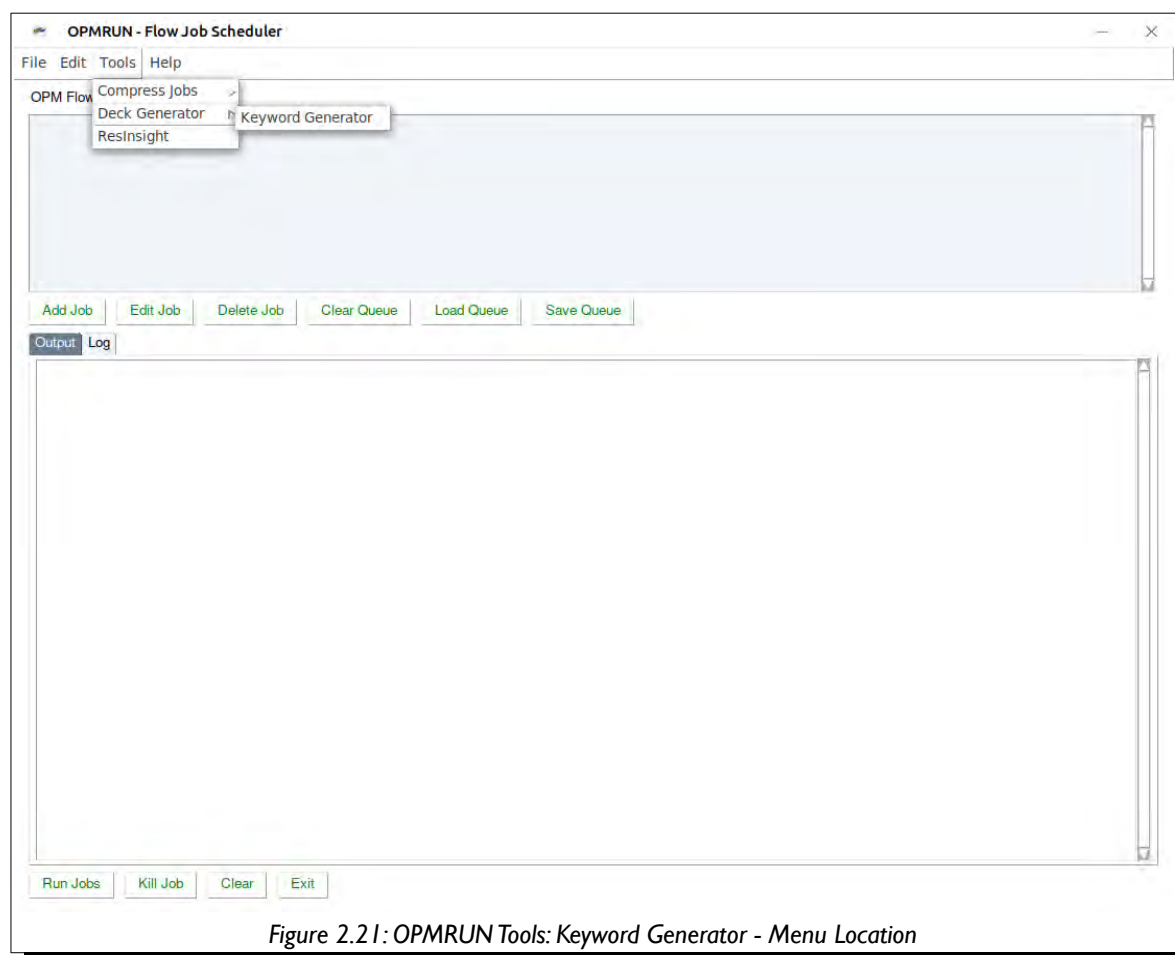 OPMRUN - Flow Job Scheduler
File Edit Tools Help
OPM Flow
Compress Jobs
Deck Generator
Keyword Generator
ResInsight
Add Job Edit Job Delete Job Clear Queue Load Queue Save Queue
Output Log
Run Jobs Kill Job Clear Exit
Figure 2.21: OPMRUN Tools: Keyword Generator - Menu Location